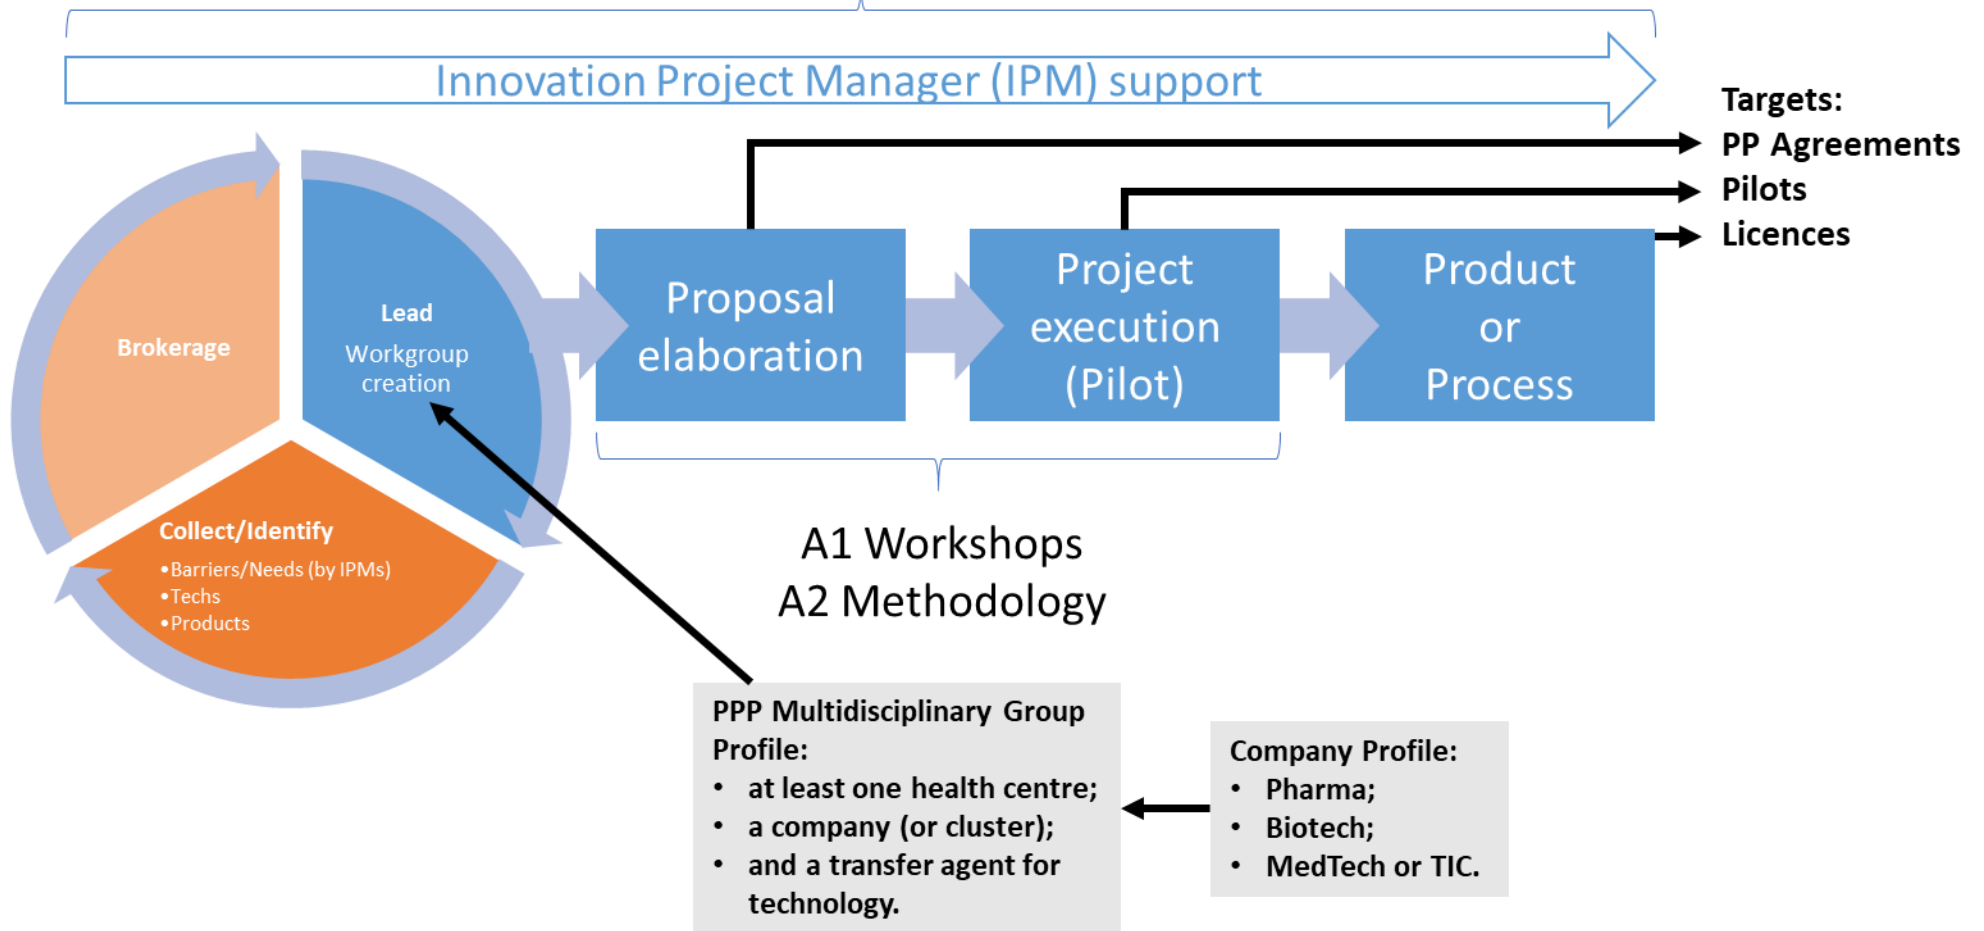 Innovation Project Manager (IPM) support
Targets:
PP Agreements
Pilots
Licences
Brokerage
Lead
Workgroup
creation
Collect/Identify
•Barriers/Needs (by IPMs)
•Techs
•Products
Proposal
elaboration
Project
execution
(Pilot)
Product
or
Process
A1 Workshops
A2 Methodology
PPP Multidisciplinary Group
Profile:
• at least one health centre;
• a company (or cluster);
• and a transfer agent for
technology.
Company Profile:
• Pharma;
• Biotech;
• MedTech or TIC.